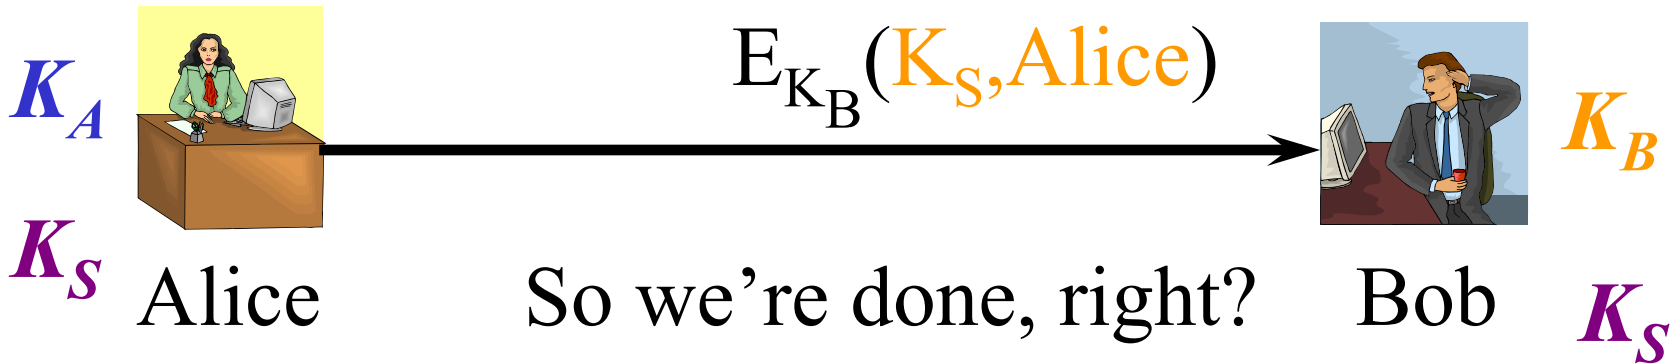 E_{K_B}(K_S,Alice)
K_A
K_B
K_S
Alice
So we’re done, right?
Bob
K_S